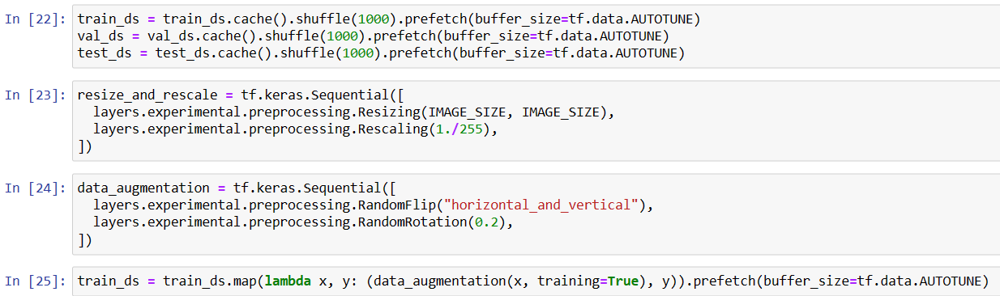 In [22]: train_ds = train_ds.cache().shuffle(1000).prefetch(buffer_size=tf.data.AUTOTUNE)
val_ds = val_ds.cache().shuffle(1000).prefetch(buffer_size=tf.data.AUTOTUNE)
test_ds = test_ds.cache().shuffle(1000).prefetch(buffer_size=tf.data.AUTOTUNE)
In [23]: resize_and_rescale = tf.keras.Sequential([
  layers.experimental.preprocessing.Resizing(IMAGE_SIZE, IMAGE_SIZE),
  layers.experimental.preprocessing.Rescaling(1./255),
])
In [24]: data_augmentation = tf.keras.Sequential([
  layers.experimental.preprocessing.RandomFlip("horizontal_and_vertical"),
  layers.experimental.preprocessing.RandomRotation(0.2),
])
In [25]: train_ds = train_ds.map(lambda x, y: (data_augmentation(x, training=True), y)).prefetch(buffer_size=tf.data.AUTOTUNE)